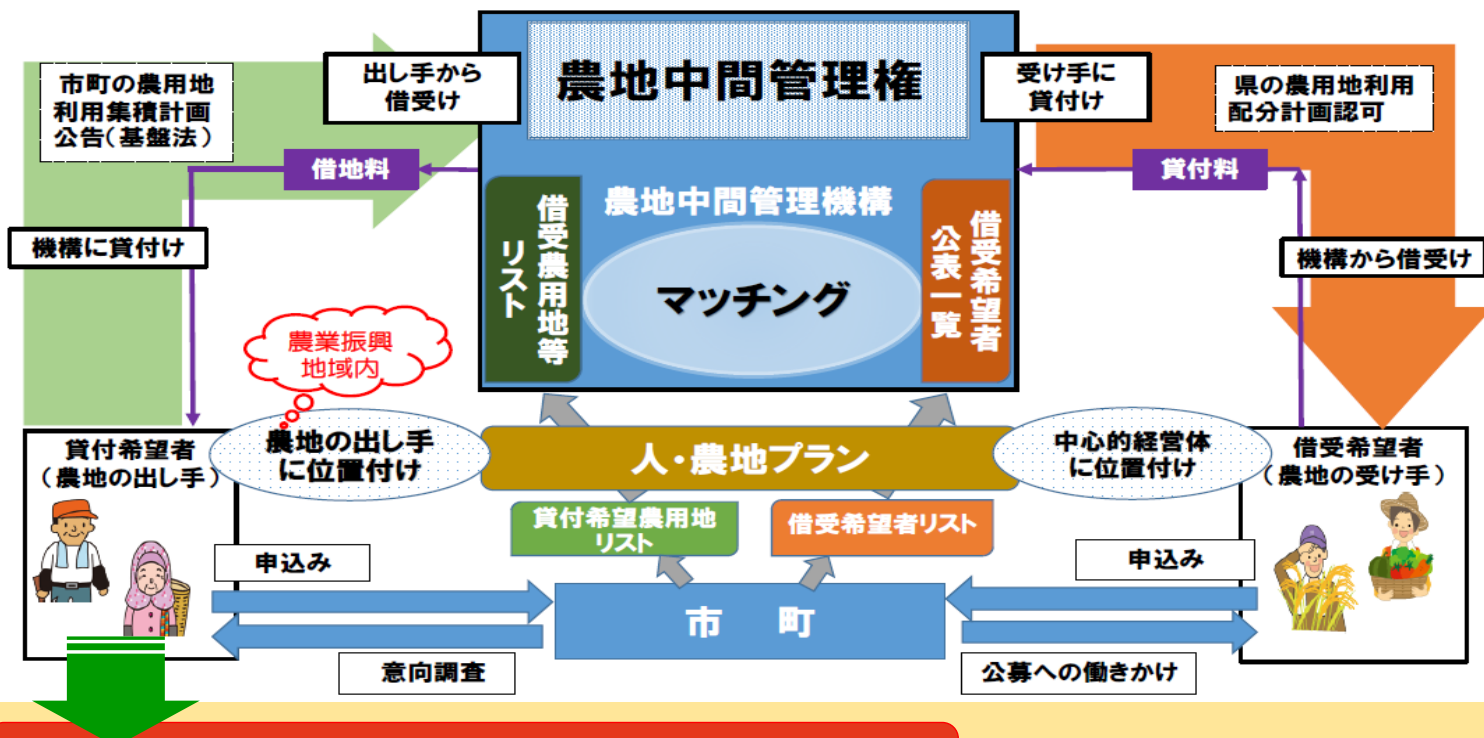 農地中間管理権
出し手から
借受け
受け手に
貸付け
市町の農用地
利用集積計画
公告(基盤法)
県の農用地利用
配分計画認可
借地料
貸付料
農地中間管理機構
借受農用地等
リスト
マッチング
借受希望者
公表一覧
機構に貸付け
機構から借受け
農業振興
地域内
農地の出し手
に位置付け
人・農地プラン
中心的経営体
に位置付け
貸付希望者
(農地の出し手)
借受希望者
(農地の受け手)
貸付希望農用地
リスト
借受希望者リスト
申込み
申込み
市 町
意向調査
公募への働きかけ